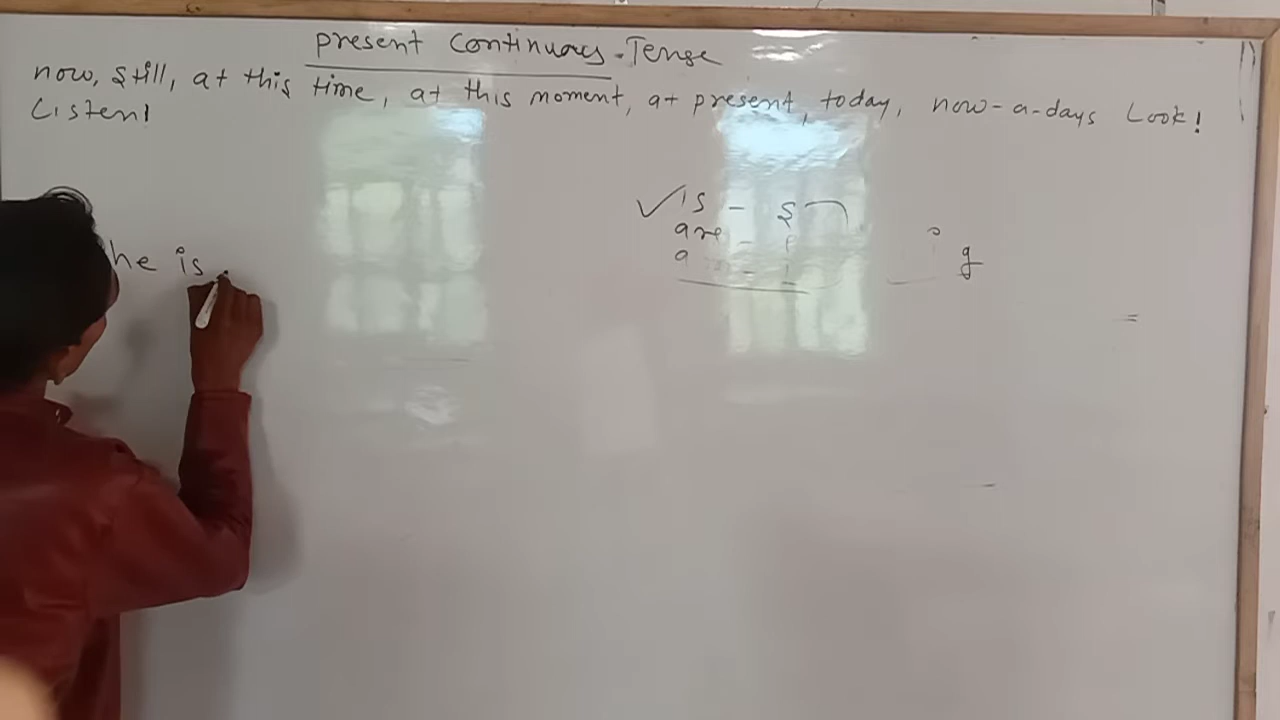 present Continuous Tense
now, still, at this time, at this moment, at present, today, now-a-days Look!
Listen!
is - S
are -
g
he is